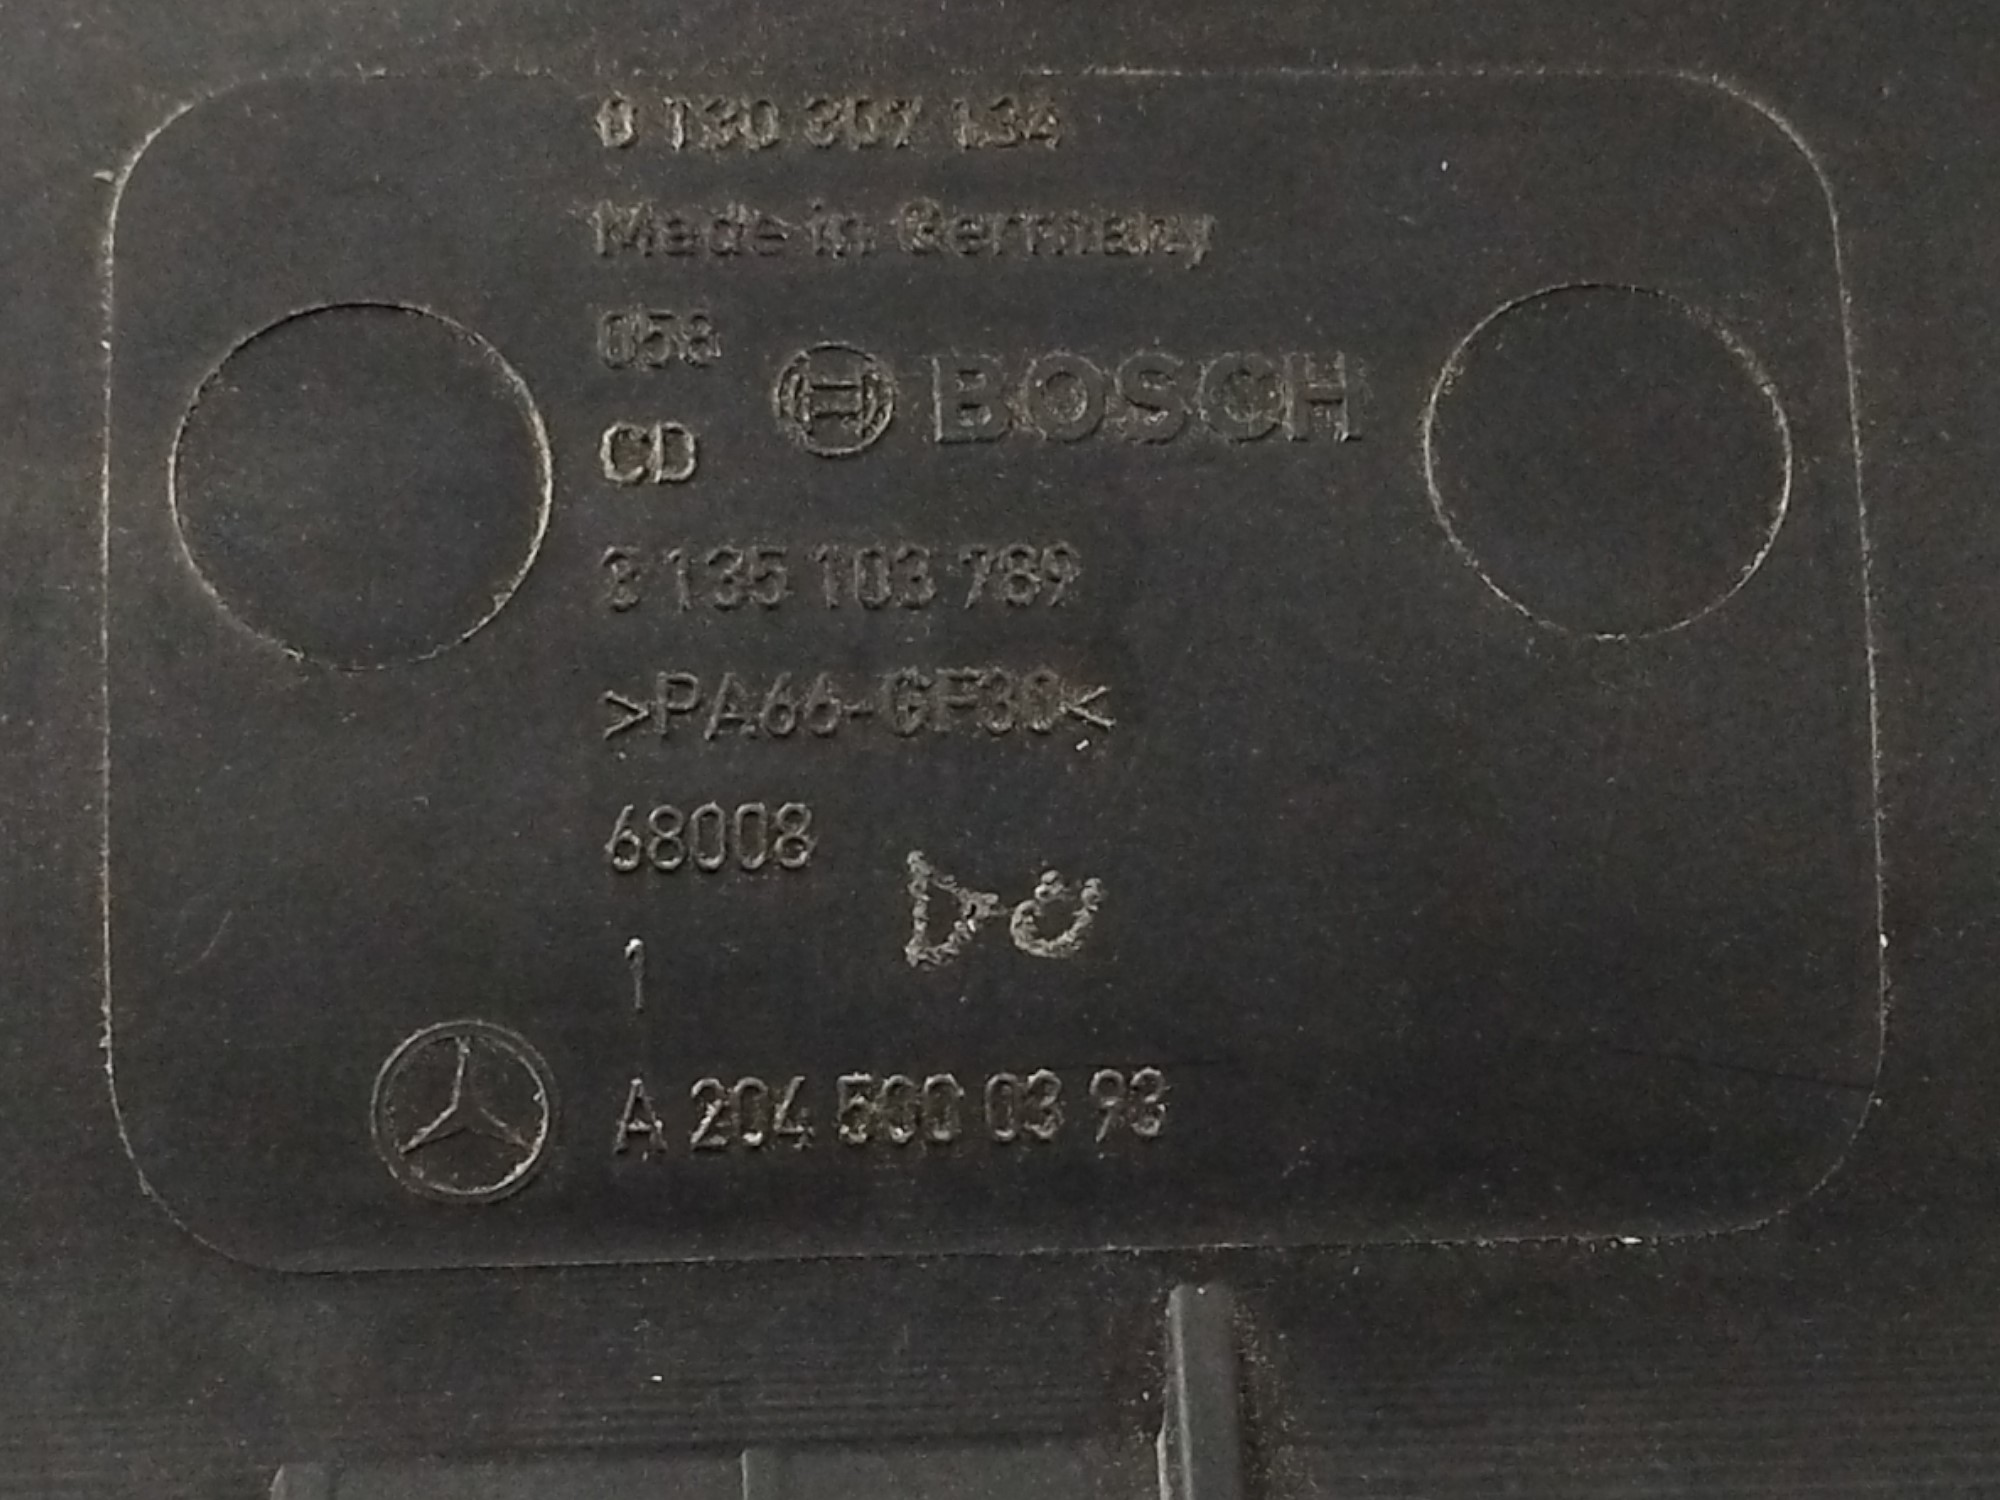 0 130 307 134
Made in Germany
058
BOSCH
CD
3 135 103 789
>PA66-GF30<
68008
DÜ
1
A 204 500 03 93